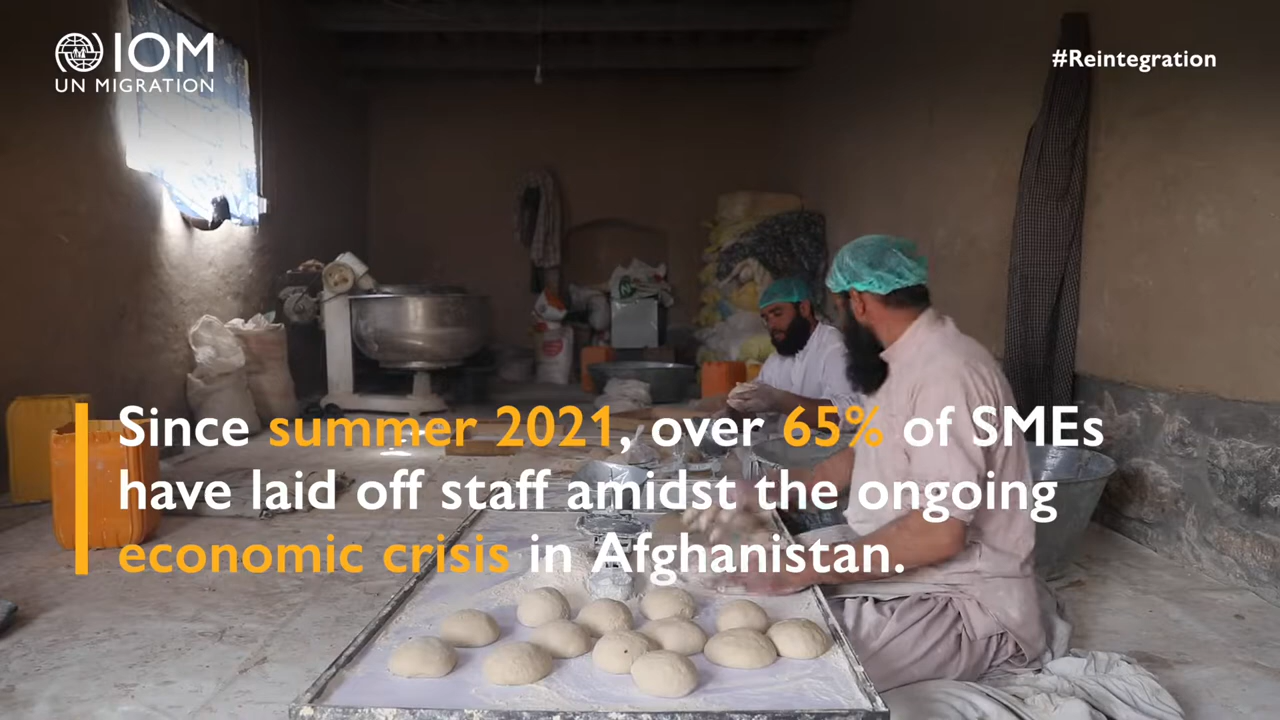 IOM
UN MIGRATION
#Reintegration
Since summer 2021, over 65% of SMEs
have laid off staff amidst the ongoing
economic crisis in Afghanistan.